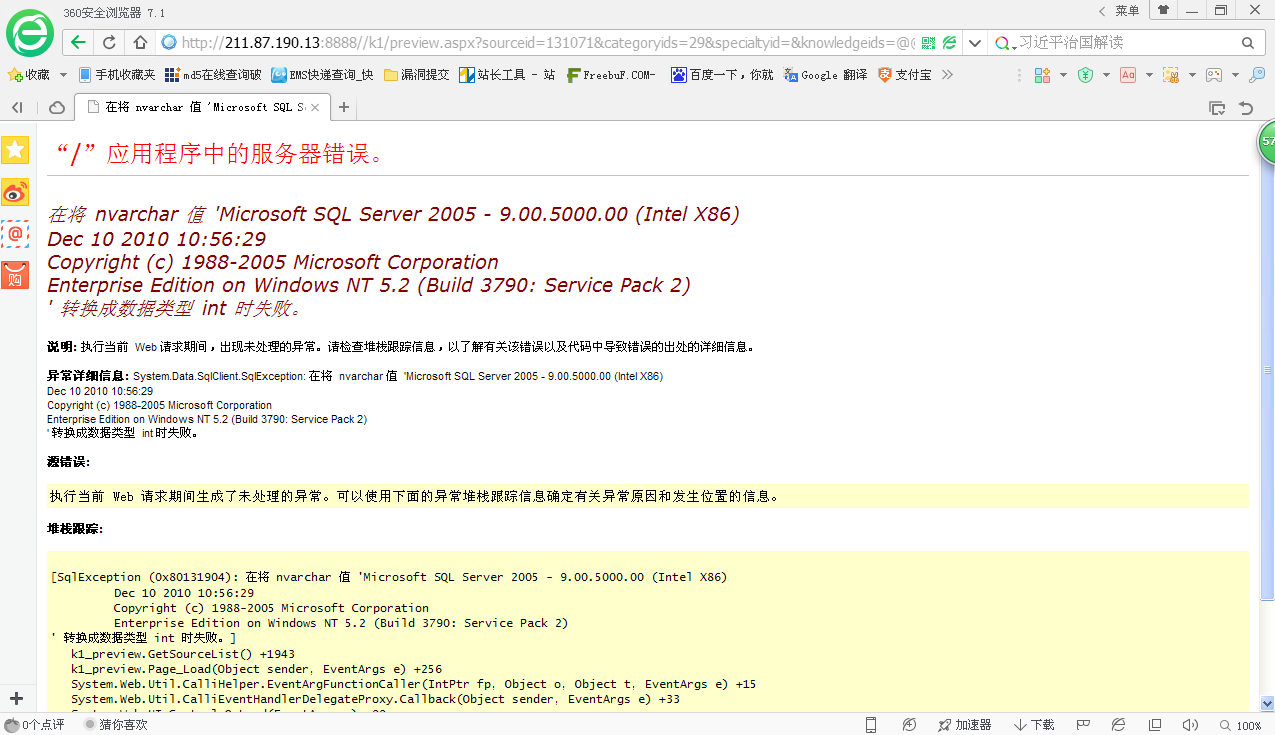 360安全浏览器 7.1
菜单
http://211.87.190.13:8888//k1/preview.aspx?sourceid=131071&categoryids=29&specialtyid=&knowledgeids=@(
习近平治国解读
收藏 手机收藏夹 md5在线查询破 EMS快递查询_快 漏洞提交 站长工具 - 站 FreebuF.COM- 百度一下，你就 Google 翻译 支付宝
在将 nvarchar 值 'Microsoft SQL S
“/”应用程序中的服务器错误。
57
在将 nvarchar 值 'Microsoft SQL Server 2005 - 9.00.5000.00 (Intel X86)
Dec 10 2010 10:56:29
Copyright (c) 1988-2005 Microsoft Corporation
Enterprise Edition on Windows NT 5.2 (Build 3790: Service Pack 2)
' 转换成数据类型 int 时失败。
购
说明: 执行当前 Web 请求期间，出现未处理的异常。请检查堆栈跟踪信息，以了解有关该错误以及代码中导致错误的出处的详细信息。
异常详细信息: System.Data.SqlClient.SqlException: 在将 nvarchar 值 'Microsoft SQL Server 2005 - 9.00.5000.00 (Intel X86)
Dec 10 2010 10:56:29
Copyright (c) 1988-2005 Microsoft Corporation
Enterprise Edition on Windows NT 5.2 (Build 3790: Service Pack 2)
' 转换成数据类型 int 时失败。
源错误:
执行当前 Web 请求期间生成了未处理的异常。可以使用下面的异常堆栈跟踪信息确定有关异常原因和发生位置的信息。
堆栈跟踪:
[SqlException (0x80131904): 在将 nvarchar 值 'Microsoft SQL Server 2005 - 9.00.5000.00 (Intel X86)
Dec 10 2010 10:56:29
Copyright (c) 1988-2005 Microsoft Corporation
Enterprise Edition on Windows NT 5.2 (Build 3790: Service Pack 2)
' 转换成数据类型 int 时失败。]
k1_preview.GetSourceList() +1943
k1_preview.Page_Load(Object sender, EventArgs e) +256
System.Web.Util.CalliHelper.EventArgFunctionCaller(IntPtr fp, Object o, Object t, EventArgs e) +15
System.Web.Util.CalliEventHandlerDelegateProxy.Callback(Object sender, EventArgs e) +33
0个点评 猜你喜欢 加速器 下载 100%